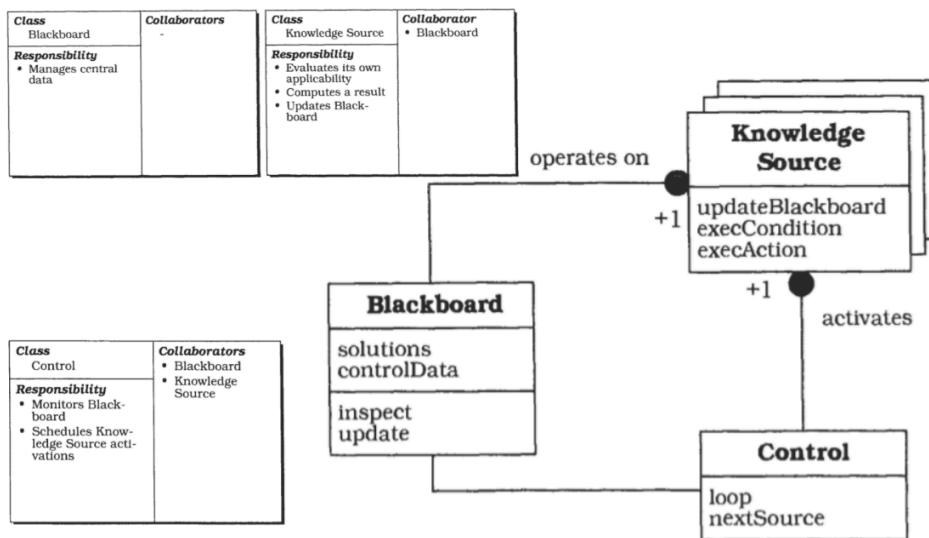 Class
Blackboard
Collaborators
-
Responsibility
• Manages central
data
Class
Knowledge Source
Collaborator
• Blackboard
Responsibility
• Evaluates its own
applicability
• Computes a result
• Updates Black-
board
Knowledge
Source
updateBlackboard
execCondition
execAction
operates on
+1
+1
activates
Blackboard
solutions
controlData
inspect
update
Class
Control
Collaborators
• Blackboard
• Knowledge
Source
Responsibility
• Monitors Black-
board
• Schedules Know-
ledge Source acti-
vations
Control
loop
nextSource